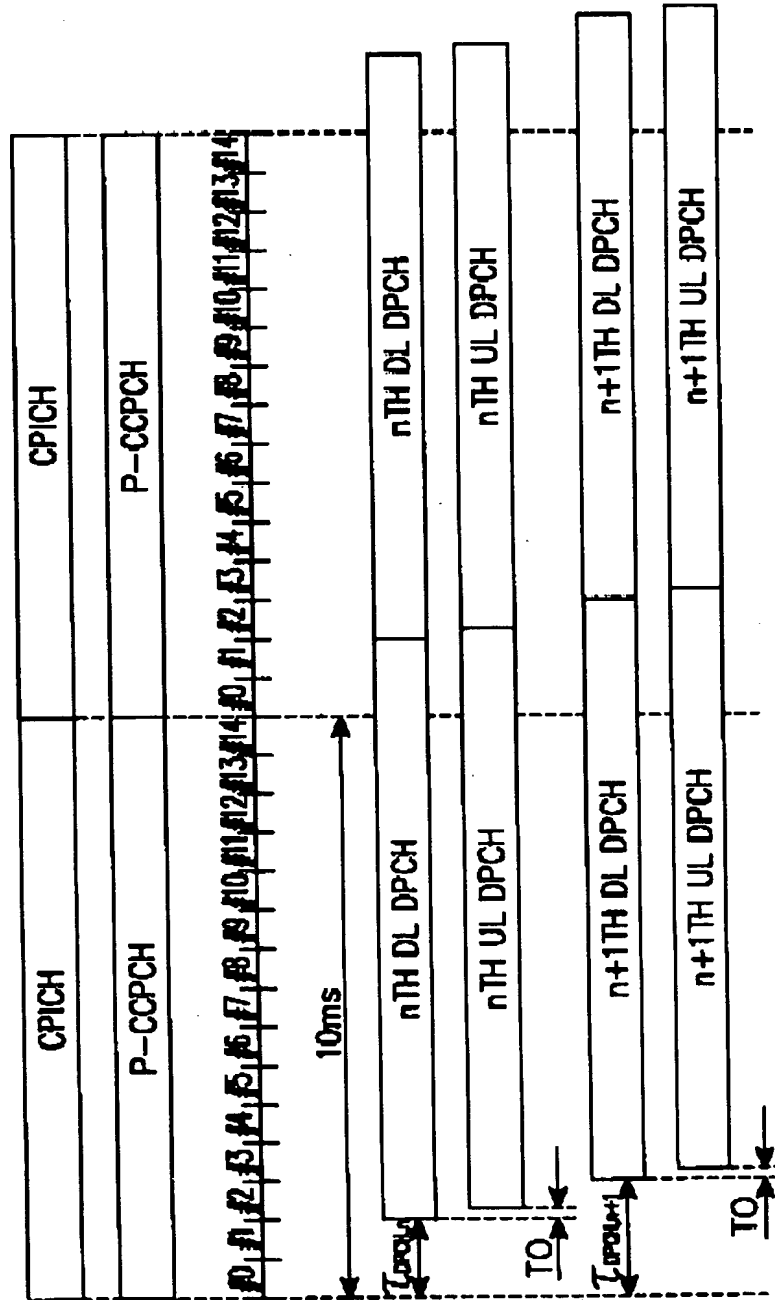 CPICH CPICH
P-CCPCH P-CCPCH
#0 #1 #2 #3 #4 #5 #6 #7 #8 #9 #10 #11 #12 #13 #14 #0 #1 #2 #3 #4 #5 #6 #7 #8 #9 #10 #11 #12 #13 #14
10ms
τDPCH,n
nTH DL DPCH nTH DL DPCH
nTH UL DPCH nTH UL DPCH
TO
τDPCH,n+1
n+1TH DL DPCH n+1TH DL DPCH
n+1TH UL DPCH n+1TH UL DPCH
TO